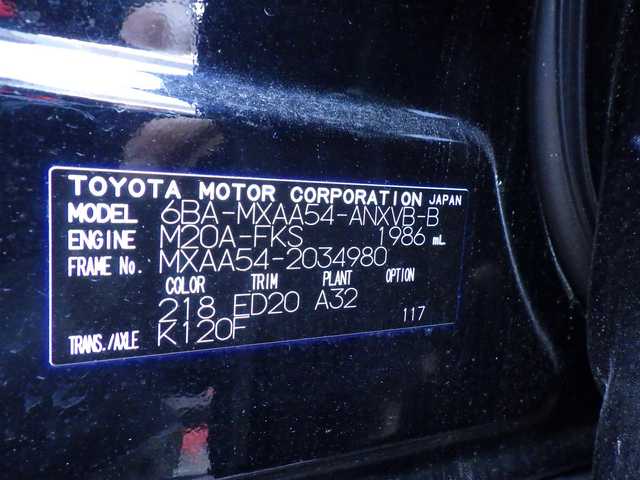 TOYOTA MOTOR CORPORATION JAPAN
MODEL 6BA-MXAA54-ANXVB-B
ENGINE M20A-FKS 1986 mL
FRAME No. MXAA54-2034980
COLOR TRIM PLANT OPTION
218 ED20 A32
117
TRANS./AXLE K120F